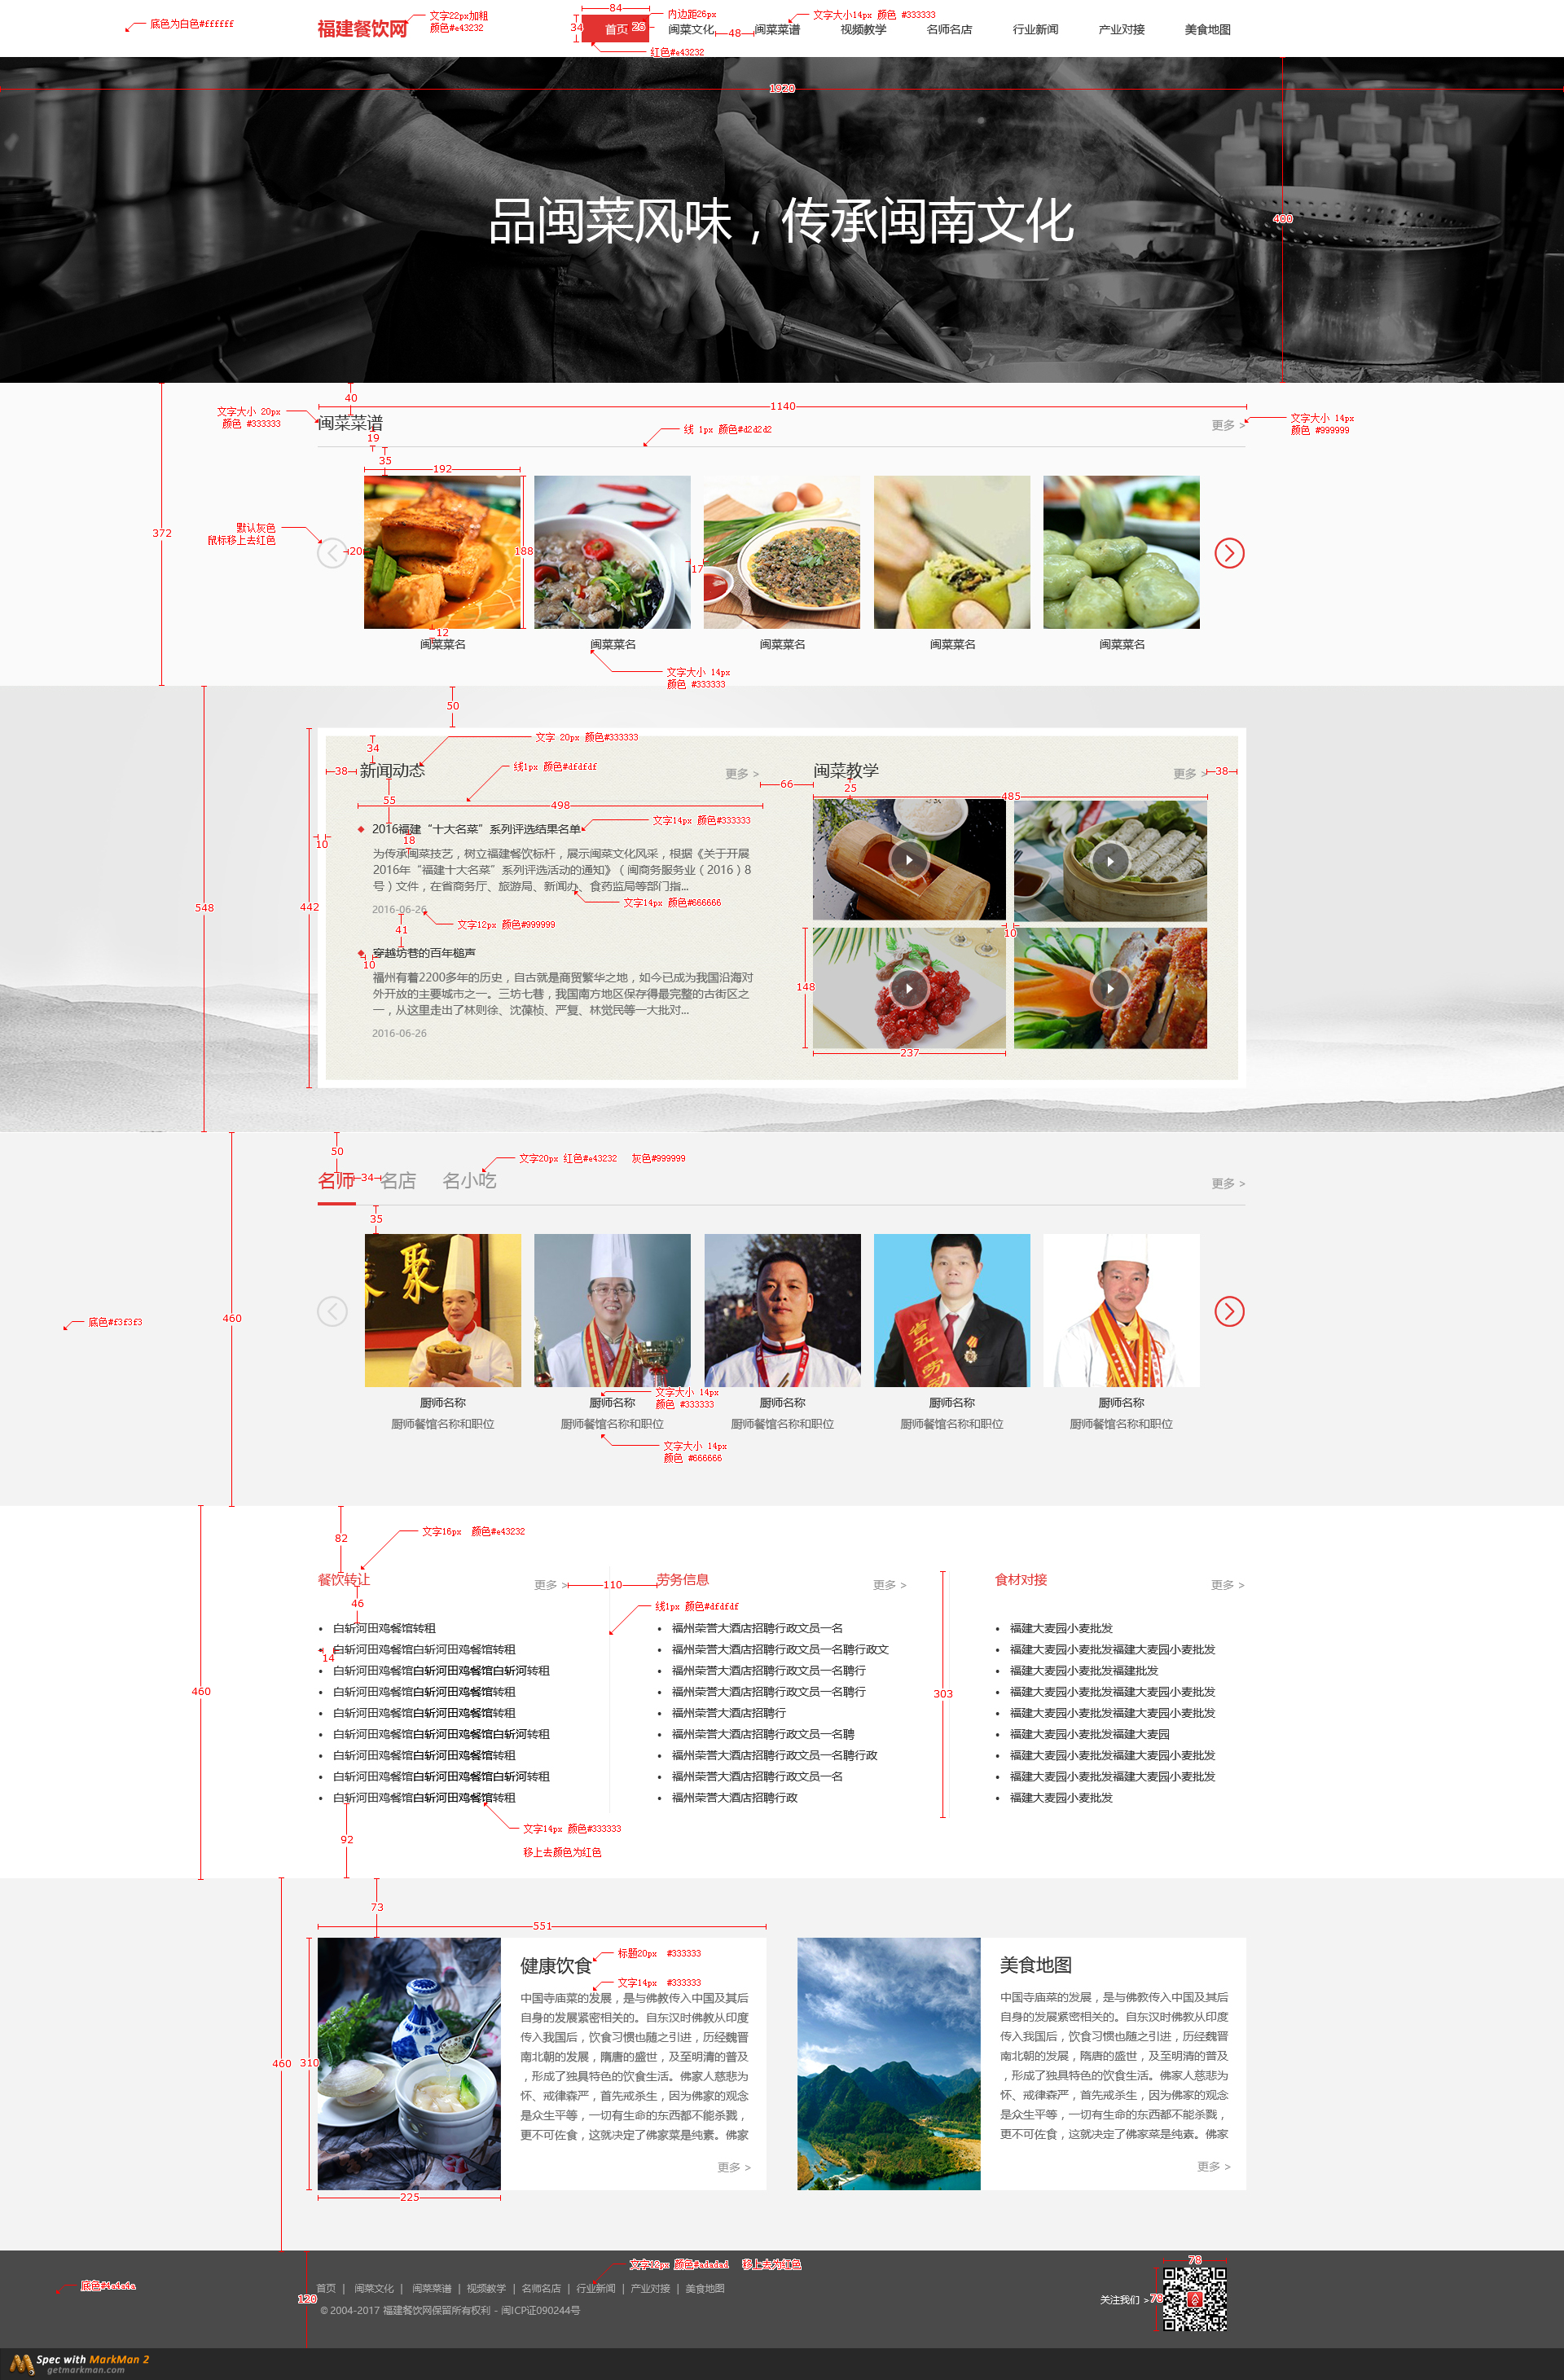 底色为白色#ffffff
福建餐饮网
文字22px加粗
颜色#e43232
84
34
首页
26
内边距26px
红色#e43232
闽菜文化
48
闽菜菜谱
文字大小14px 颜色 #333333
视频教学
名师名店
行业新闻
产业对接
美食地图
1920
400
品闽菜风味，传承闽南文化
40
1140
文字大小 20px
颜色 #333333
闽菜菜谱
19
线 1px 颜色#d2d2d2
更多 >
文字大小 14px
颜色 #999999
35
192
372
默认灰色
鼠标移上去红色
20
188
17
12
闽菜菜名
闽菜菜名
闽菜菜名
闽菜菜名
闽菜菜名
文字大小 14px
颜色 #333333
50
34
文字 20px 颜色#333333
38
新闻动态
线1px 颜色#dfdfdf
更多 >
66
闽菜教学
25
更多 >
38
55
498
485
10
2016福建“十大名菜”系列评选结果名单
文字14px 颜色#333333
18
为传承闽菜技艺，树立福建餐饮标杆，展示闽菜文化风采，根据《关于开展
2016年“福建十大名菜”系列评选活动的通知》（闽商务服务业（2016）8
号）文件，在省商务厅、旅游局、新闻办、食药监局等部门指...
文字14px 颜色#666666
548
442
2016-06-26
文字12px 颜色#999999
41
10
穿越坊巷的百年槌声
10
福州有着2200多年的历史，自古就是商贸繁华之地，如今已成为我国沿海对
外开放的主要城市之一。三坊七巷，我国南方地区保存得最完整的古街区之
一，从这里走出了林则徐、沈葆桢、严复、林觉民等一大批对...
2016-06-26
148
237
50
文字20px 红色#e43232 灰色#999999
名师
34
名店
名小吃
更多 >
35
460
底色#f3f3f3
厨师名称
厨师名称
厨师名称
厨师名称
厨师名称
文字大小 14px
颜色 #333333
厨师餐馆名称和职位
厨师餐馆名称和职位
厨师餐馆名称和职位
厨师餐馆名称和职位
厨师餐馆名称和职位
文字大小 14px
颜色 #666666
82
文字16px 颜色#e43232
餐饮转让
更多 >
110
46
线1px 颜色#dfdfdf
白斩河田鸡餐馆转租
14
白斩河田鸡餐馆白斩河田鸡餐馆转租
白斩河田鸡餐馆白斩河田鸡餐馆白斩河转租
白斩河田鸡餐馆白斩河田鸡餐馆转租
白斩河田鸡餐馆白斩河田鸡餐馆转租
白斩河田鸡餐馆白斩河田鸡餐馆白斩河转租
白斩河田鸡餐馆白斩河田鸡餐馆转租
白斩河田鸡餐馆白斩河田鸡餐馆白斩河转租
白斩河田鸡餐馆白斩河田鸡餐馆转租
460
92
文字14px 颜色#333333
移上去颜色为红色
劳务信息
更多 >
福州荣誉大酒店招聘行政文员一名
福州荣誉大酒店招聘行政文员一名聘行政文
福州荣誉大酒店招聘行政文员一名聘行
福州荣誉大酒店招聘行政文员一名聘行
福州荣誉大酒店招聘行
福州荣誉大酒店招聘行政文员一名聘
福州荣誉大酒店招聘行政文员一名聘行政
福州荣誉大酒店招聘行政文员一名
福州荣誉大酒店招聘行政
303
食材对接
更多 >
福建大麦园小麦批发
福建大麦园小麦批发福建大麦园小麦批发
福建大麦园小麦批发福建批发
福建大麦园小麦批发福建大麦园小麦批发
福建大麦园小麦批发福建大麦园小麦批发
福建大麦园小麦批发福建大麦园
福建大麦园小麦批发福建大麦园小麦批发
福建大麦园小麦批发福建大麦园小麦批发
福建大麦园小麦批发
73
551
460
310
225
健康饮食
标题20px #333333
文字14px #333333
中国寺庙菜的发展，是与佛教传入中国及其后
自身的发展紧密相关的。自东汉时佛教从印度
传入我国后，饮食习惯也随之引进，历经魏晋
南北朝的发展，隋唐的盛世，及至明清的普及
，形成了独具特色的饮食生活。佛家人慈悲为
怀、戒律森严，首先戒杀生，因为佛家的观念
是众生平等，一切有生命的东西都不能杀戮，
更不可佐食，这就决定了佛家菜是纯素。佛家
更多 >
美食地图
中国寺庙菜的发展，是与佛教传入中国及其后
自身的发展紧密相关的。自东汉时佛教从印度
传入我国后，饮食习惯也随之引进，历经魏晋
南北朝的发展，隋唐的盛世，及至明清的普及
，形成了独具特色的饮食生活。佛家人慈悲为
怀、戒律森严，首先戒杀生，因为佛家的观念
是众生平等，一切有生命的东西都不能杀戮，
更不可佐食，这就决定了佛家菜是纯素。佛家
更多 >
文字12px 颜色#adadad 移上去为红色
底色#4a4a4a
120
首页 | 闽菜文化 | 闽菜菜谱 | 视频教学 | 名师名店 | 行业新闻 | 产业对接 | 美食地图
© 2004-2017 福建餐饮网保留所有权利 - 闽ICP证090244号
关注我们 >
78
78
Spec with MarkMan 2
getmarkman.com